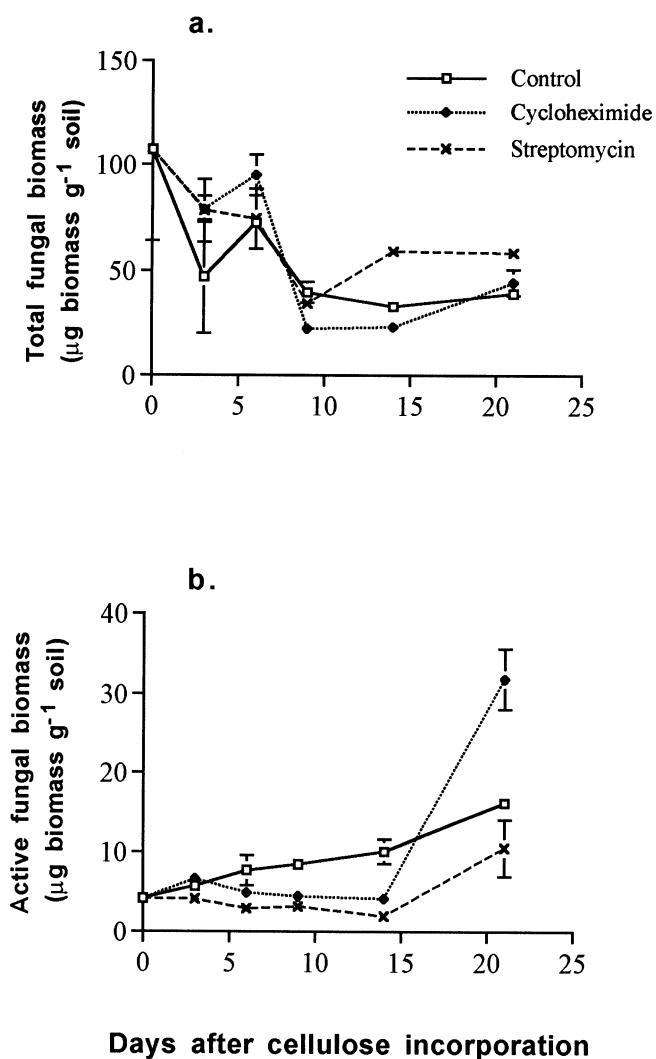 a.
Total fungal biomass
(µg biomass g⁻¹ soil)
150
100
50
0
0 5 10 15 20 25
Control
Cycloheximide
Streptomycin
b.
Active fungal biomass
(µg biomass g⁻¹ soil)
40
30
20
10
0
0 5 10 15 20 25
Days after cellulose incorporation